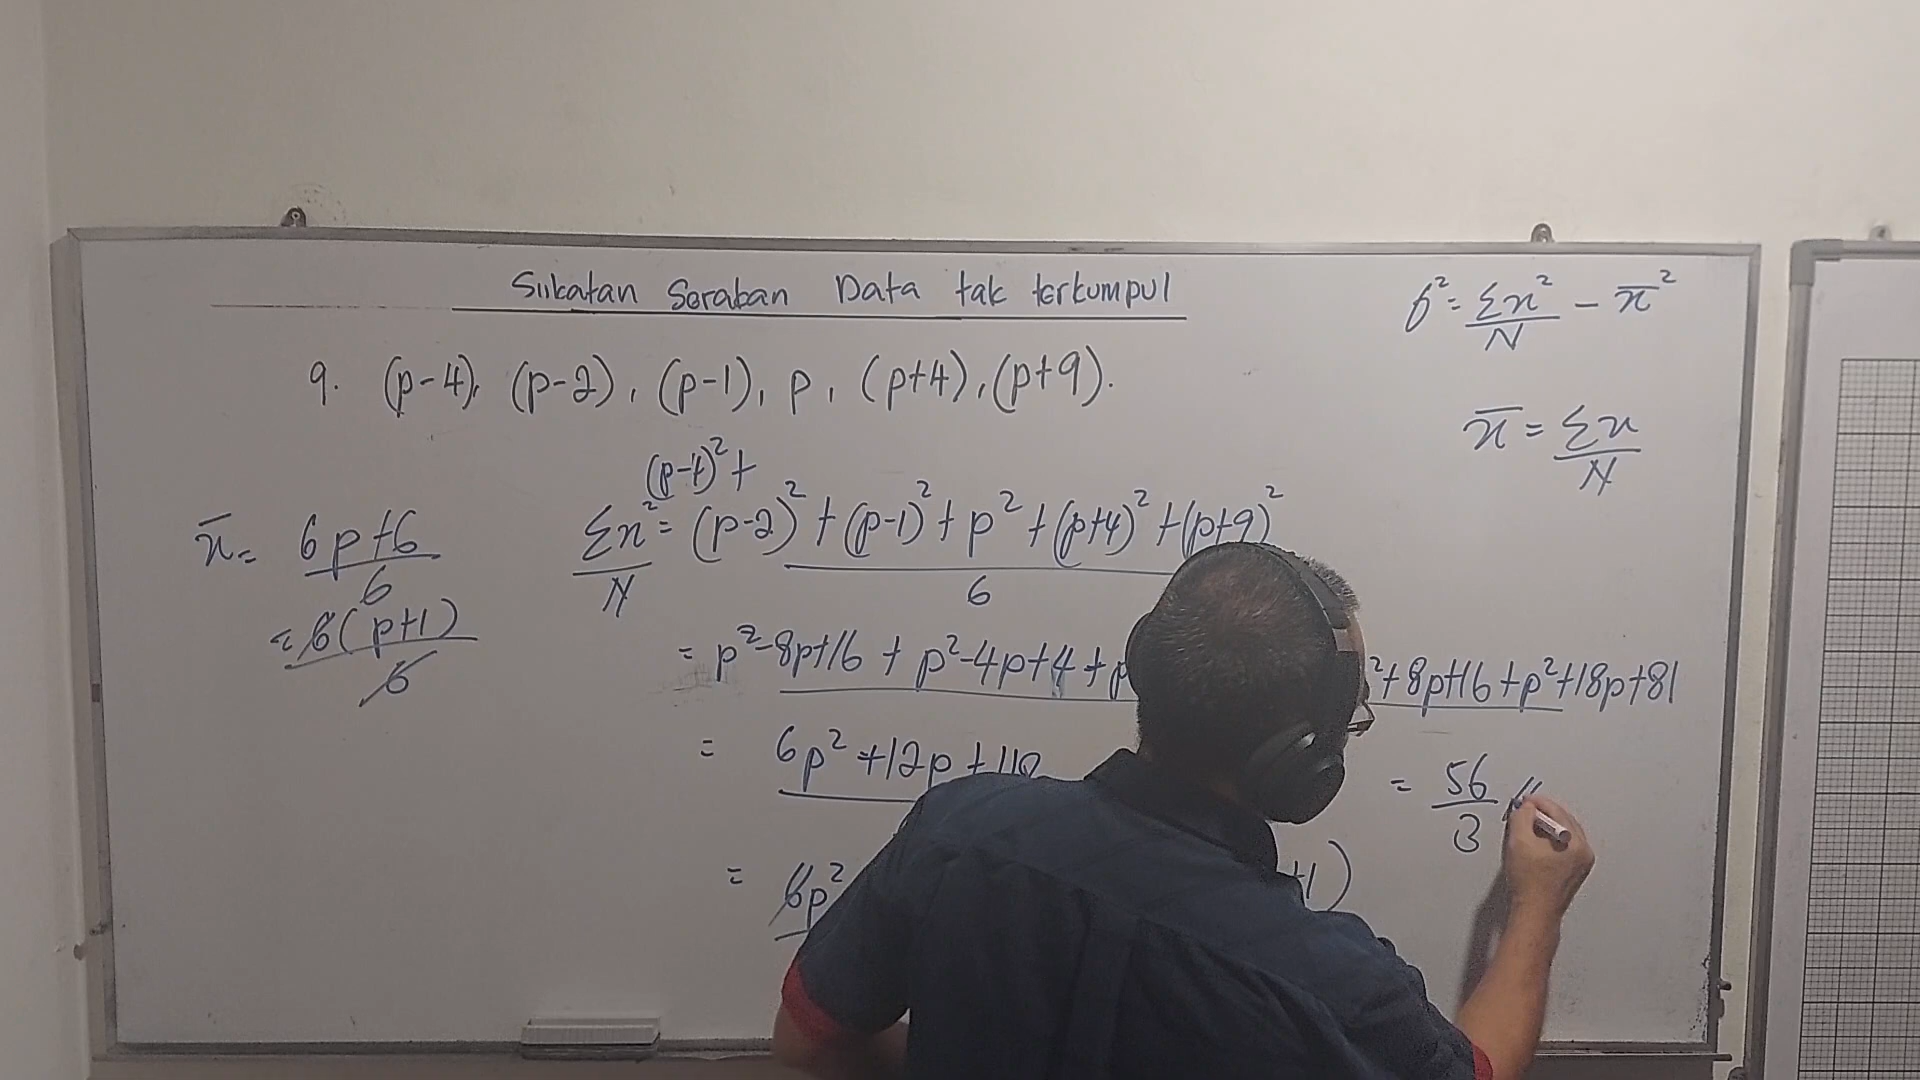 Sukatan Serakan Data tak terkumpul
σ² = Σx²/N - x̄²
9. (p-4), (p-2), (p-1), p, (p+4), (p+9).
x̄ = Σx/N
(p-4)² +
x̄ = 6p+6/6
Σx²/N = (p-2)² + (p-1)² + p² + (p+4)² + (p+9)²/6
= 6(p+1)/6
= p²-8p+16 + p²-4p+4 + p ²+8p+16+p²+18p+81
= 6p²+12p+118
= 56/3
= 6p² +1)